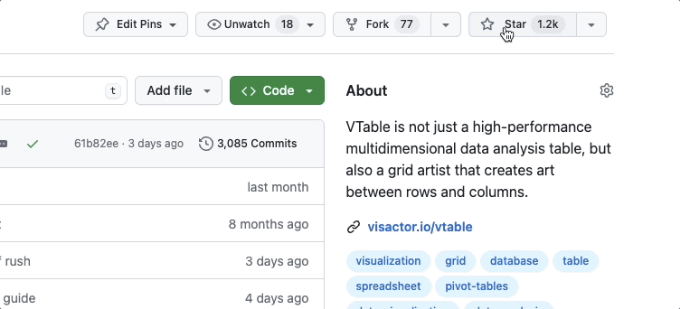 Edit Pins Unwatch 18 Fork 77 Star 1.2k
le t Add file Code About
VTable is not just a high-performance
multidimensional data analysis table, but
also a grid artist that creates art
between rows and columns.
61b82ee · 3 days ago 3,085 Commits
last month
8 months ago
visactor.io/vtable
f rush 3 days ago
visualization grid database table
guide 4 days ago
spreadsheet pivot-tables